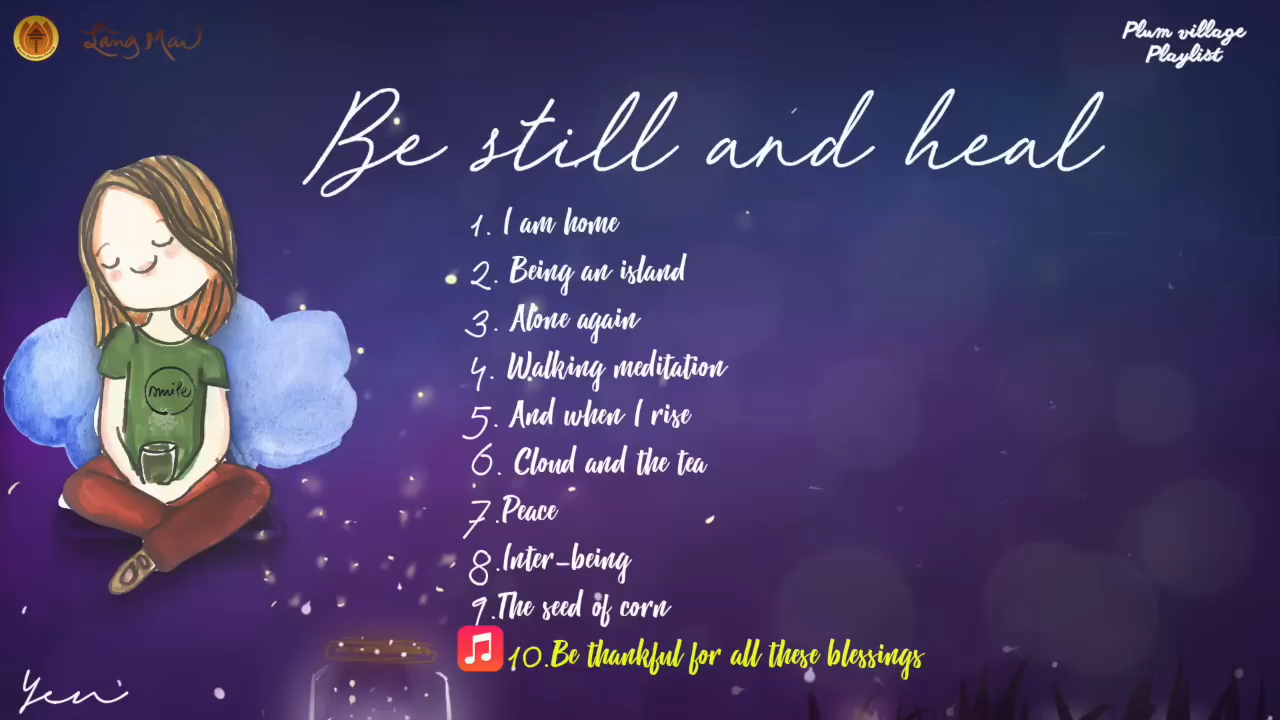 Làng Mai
Plum village
Playlist
Be still and heal
smile
1. I am home
2. Being an island
3. Alone again
4. Walking meditation
5. And when I rise
6. Cloud and the tea
7.Peace
8.Inter-being
9.The seed of corn
10.Be thankful for all these blessings
Yen